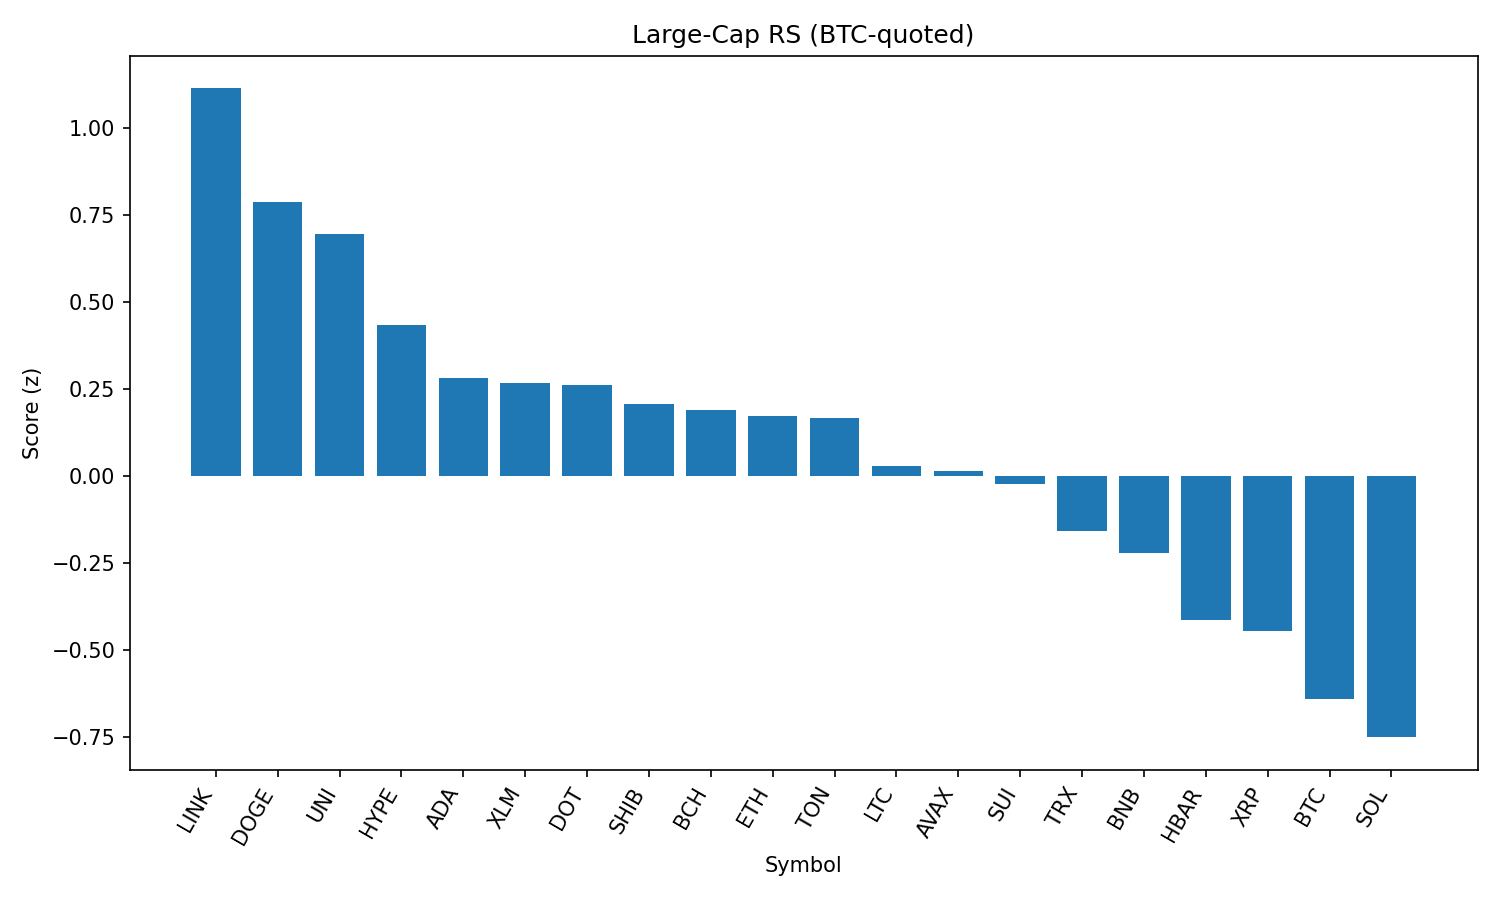 Large-Cap RS (BTC-quoted)
1.00
0.75
0.50
0.25
0.00
−0.25
−0.50
−0.75
Score (z)
LINK
DOGE
UNI
HYPE
ADA
XLM
DOT
SHIB
BCH
ETH
TON
LTC
AVAX
SUI
TRX
BNB
HBAR
XRP
BTC
SOL
Symbol